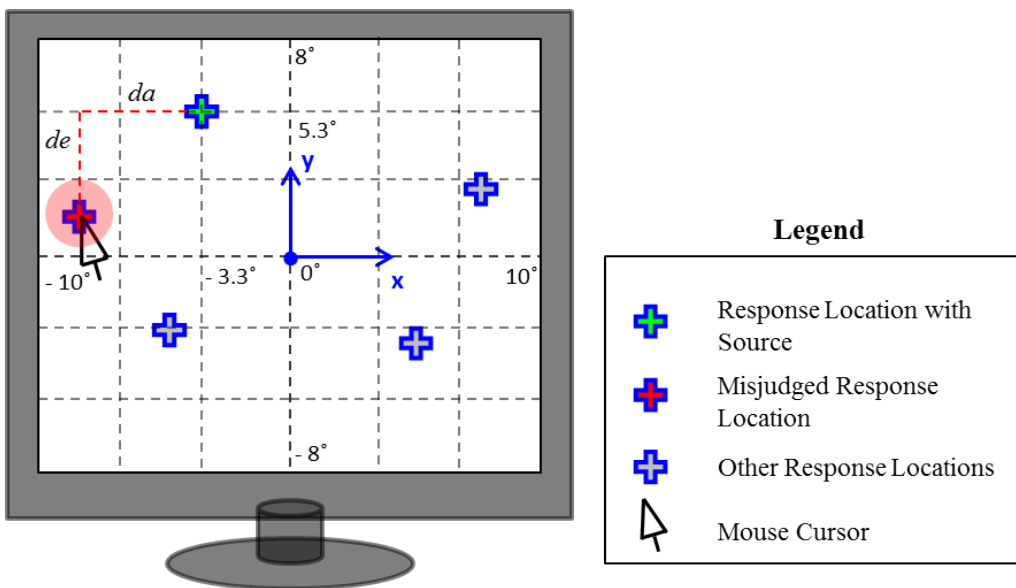 8˚
da
5.3˚
de
y
- 10˚
- 3.3˚
0˚
x
10˚
- 8˚
Legend
Response Location with
Source
Misjudged Response
Location
Other Response Locations
Mouse Cursor